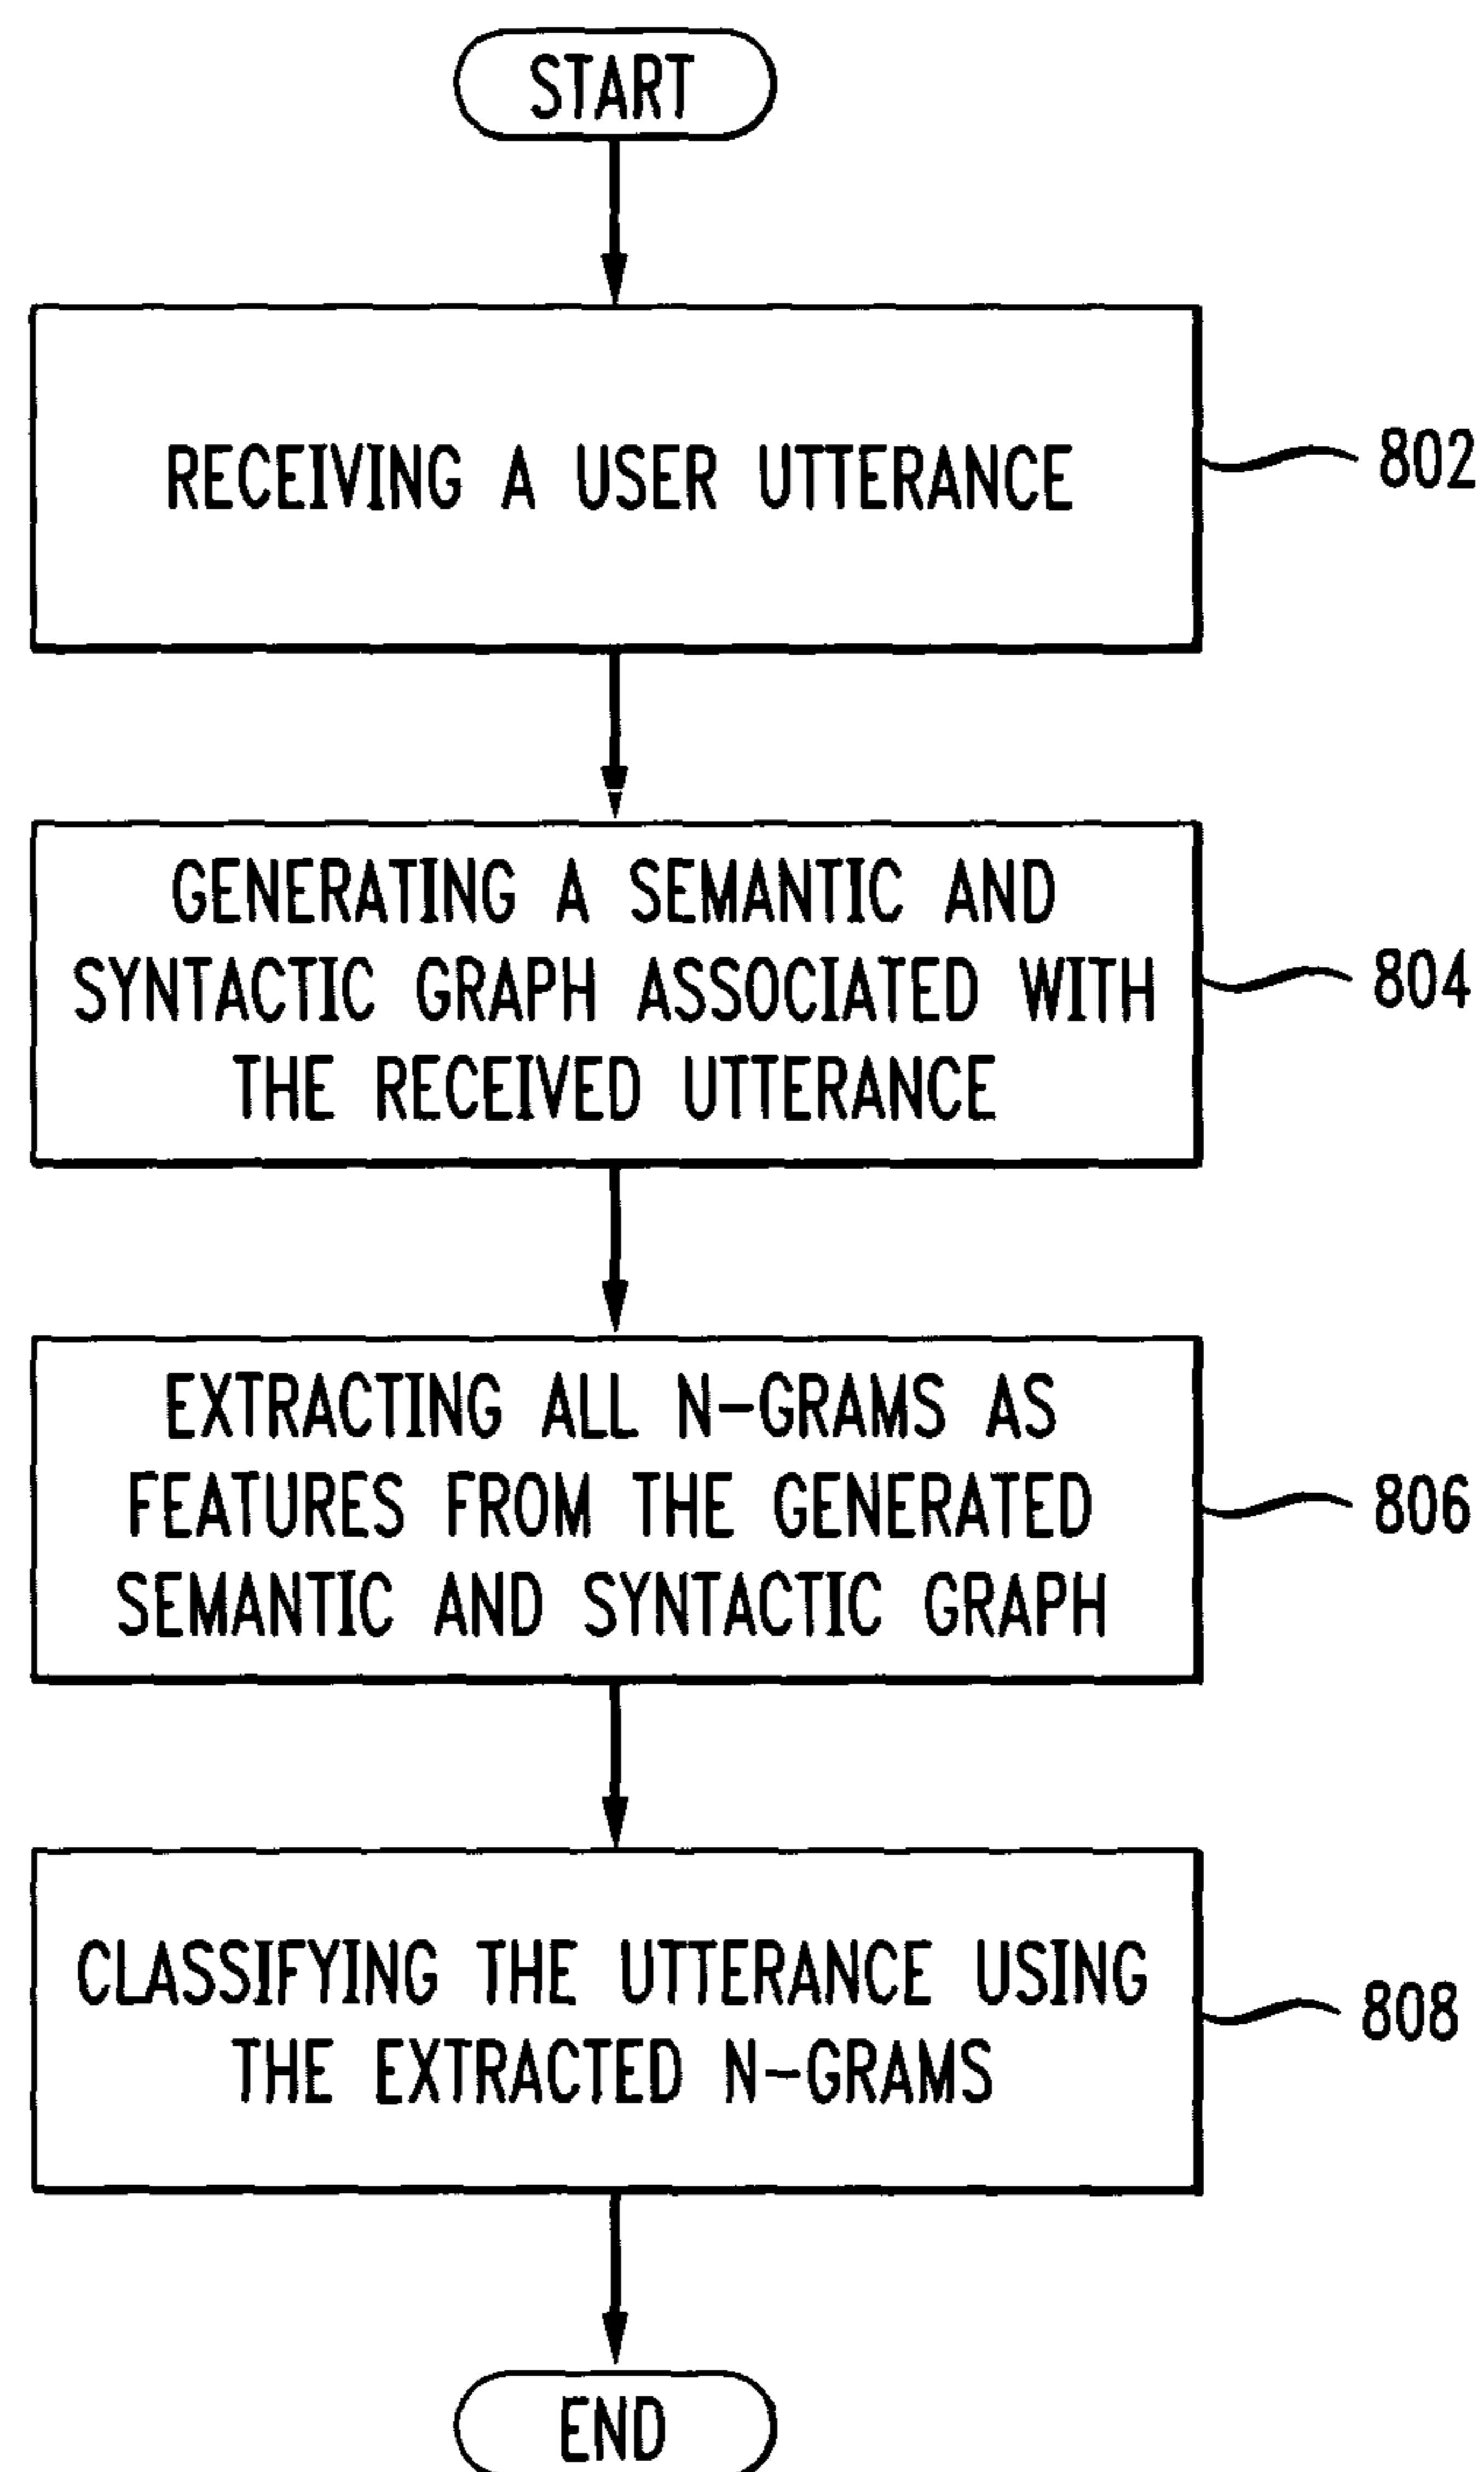 START
RECEIVING A USER UTTERANCE
802
GENERATING A SEMANTIC AND
SYNTACTIC GRAPH ASSOCIATED WITH
THE RECEIVED UTTERANCE
804
EXTRACTING ALL N-GRAMS AS
FEATURES FROM THE GENERATED
SEMANTIC AND SYNTACTIC GRAPH
806
CLASSIFYING THE UTTERANCE USING
THE EXTRACTED N-GRAMS
808
END